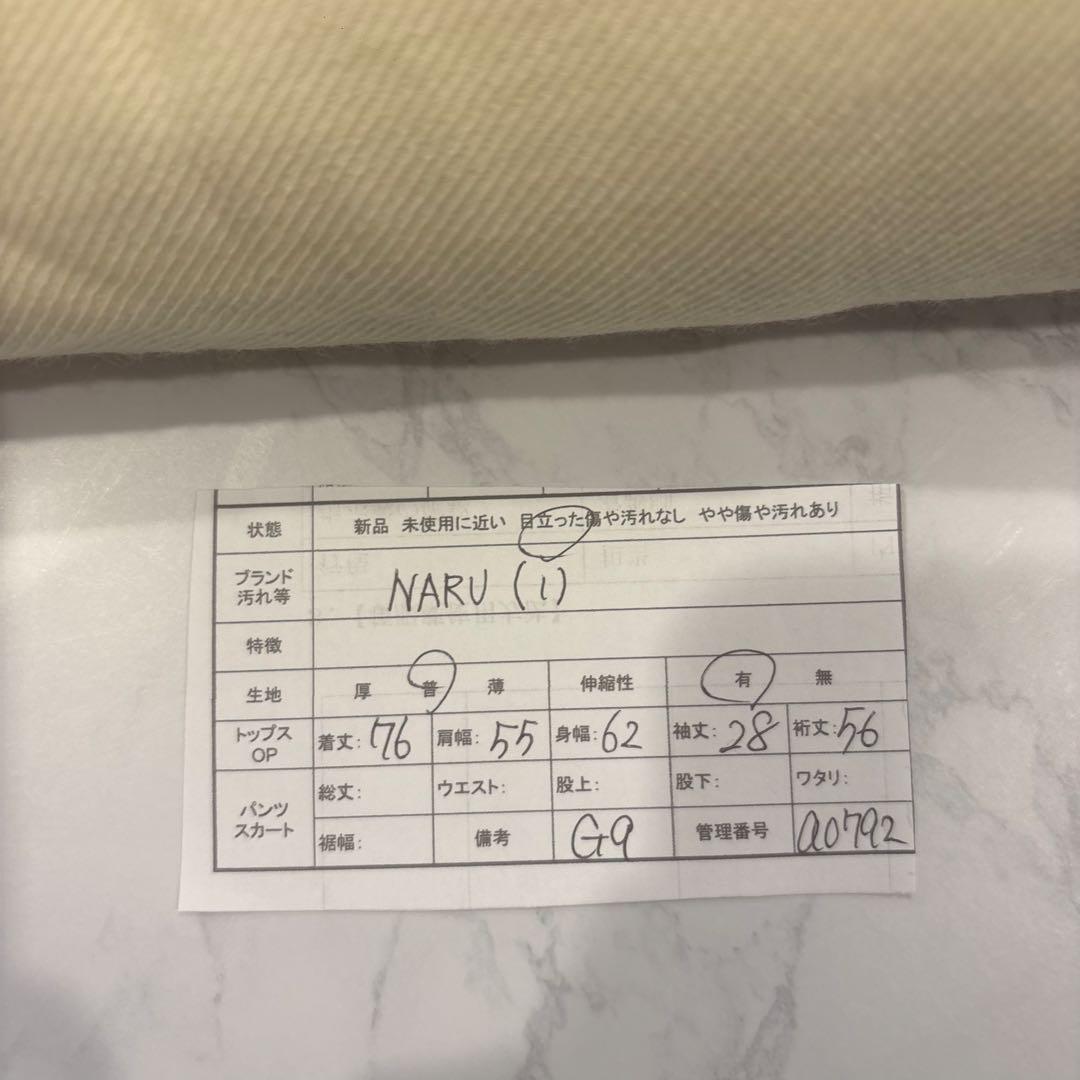 状態 新品 未使用に近い 目立った傷や汚れなし やや傷や汚れあり
ブランド
汚れ等 NARU (1)
特徴
生地 厚 普 薄 伸縮性 有 無
トップス
OP 着丈:76 肩幅:55 身幅:62 袖丈:28 裄丈:56
パンツ
スカート 総丈: ウエスト: 股上: 股下: ワタリ:
裾幅: 備考 G9 管理番号 a0792